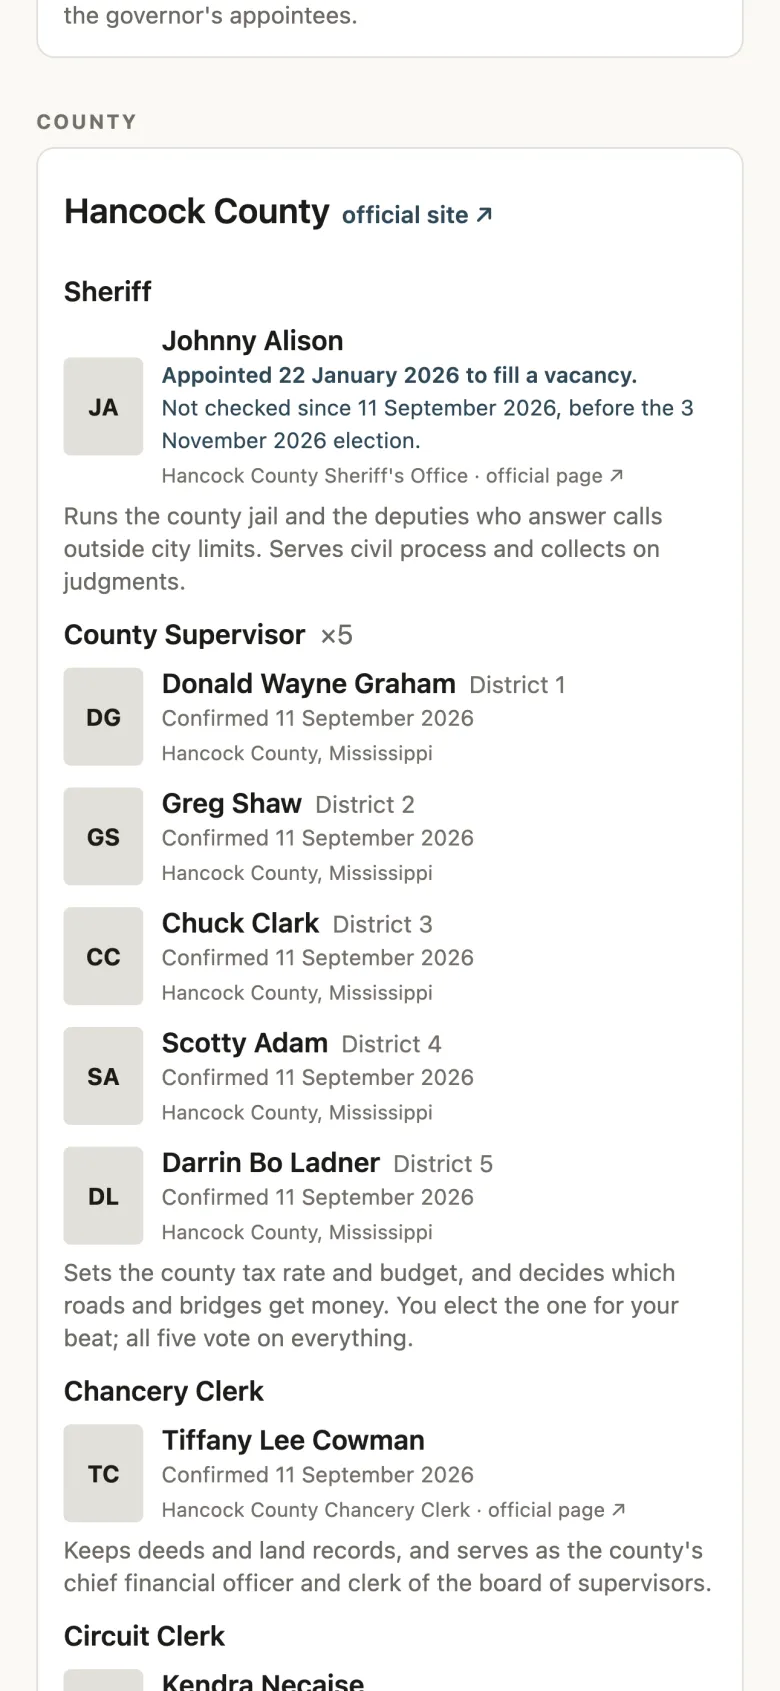 the governor's appointees.
COUNTY
Hancock County official site ↗
Sheriff
JA
Johnny Alison
Appointed 22 January 2026 to fill a vacancy.
Not checked since 11 September 2026, before the 3
November 2026 election.
Hancock County Sheriff's Office · official page ↗
Runs the county jail and the deputies who answer calls
outside city limits. Serves civil process and collects on
judgments.
County Supervisor ×5
DG
Donald Wayne Graham District 1
Confirmed 11 September 2026
Hancock County, Mississippi
GS
Greg Shaw District 2
Confirmed 11 September 2026
Hancock County, Mississippi
CC
Chuck Clark District 3
Confirmed 11 September 2026
Hancock County, Mississippi
SA
Scotty Adam District 4
Confirmed 11 September 2026
Hancock County, Mississippi
DL
Darrin Bo Ladner District 5
Confirmed 11 September 2026
Hancock County, Mississippi
Sets the county tax rate and budget, and decides which
roads and bridges get money. You elect the one for your
beat; all five vote on everything.
Chancery Clerk
TC
Tiffany Lee Cowman
Confirmed 11 September 2026
Hancock County Chancery Clerk · official page ↗
Keeps deeds and land records, and serves as the county's
chief financial officer and clerk of the board of supervisors.
Circuit Clerk
Kendra Necaise